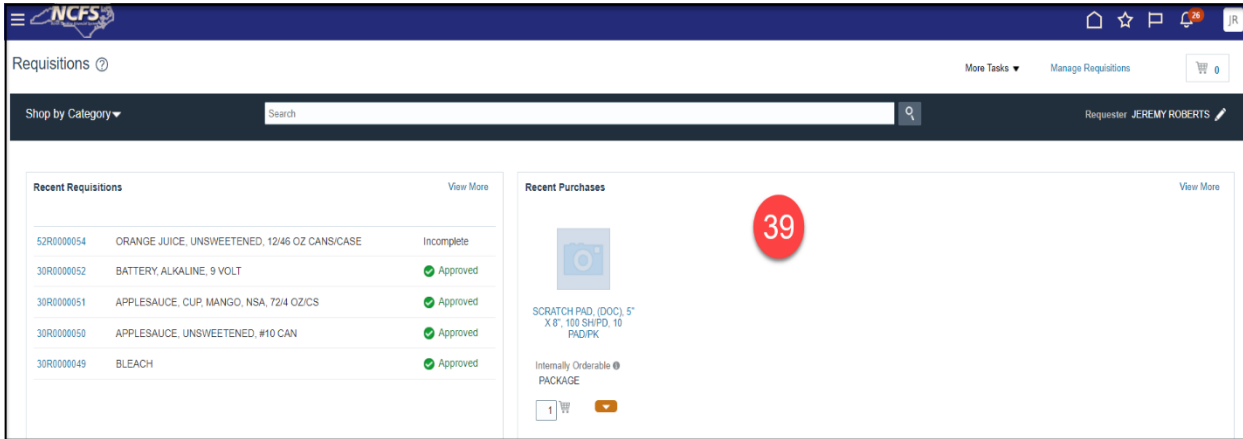 NCFS
26
JR
Requisitions
More Tasks
Manage Requisitions
0
Shop by Category
Search
Requester JEREMY ROBERTS
Recent Requisitions
View More
52R0000054 ORANGE JUICE, UNSWEETENED, 12/46 OZ CANS/CASE Incomplete
30R0000052 BATTERY, ALKALINE, 9 VOLT Approved
30R0000051 APPLESAUCE, CUP, MANGO, NSA, 72/4 OZ/CS Approved
30R0000050 APPLESAUCE, UNSWEETENED, #10 CAN Approved
30R0000049 BLEACH Approved
Recent Purchases
View More
39
SCRATCH PAD, (DOC), 5"
X 8", 100 SH/PD, 10
PAD/PK
Internally Orderable
PACKAGE
1